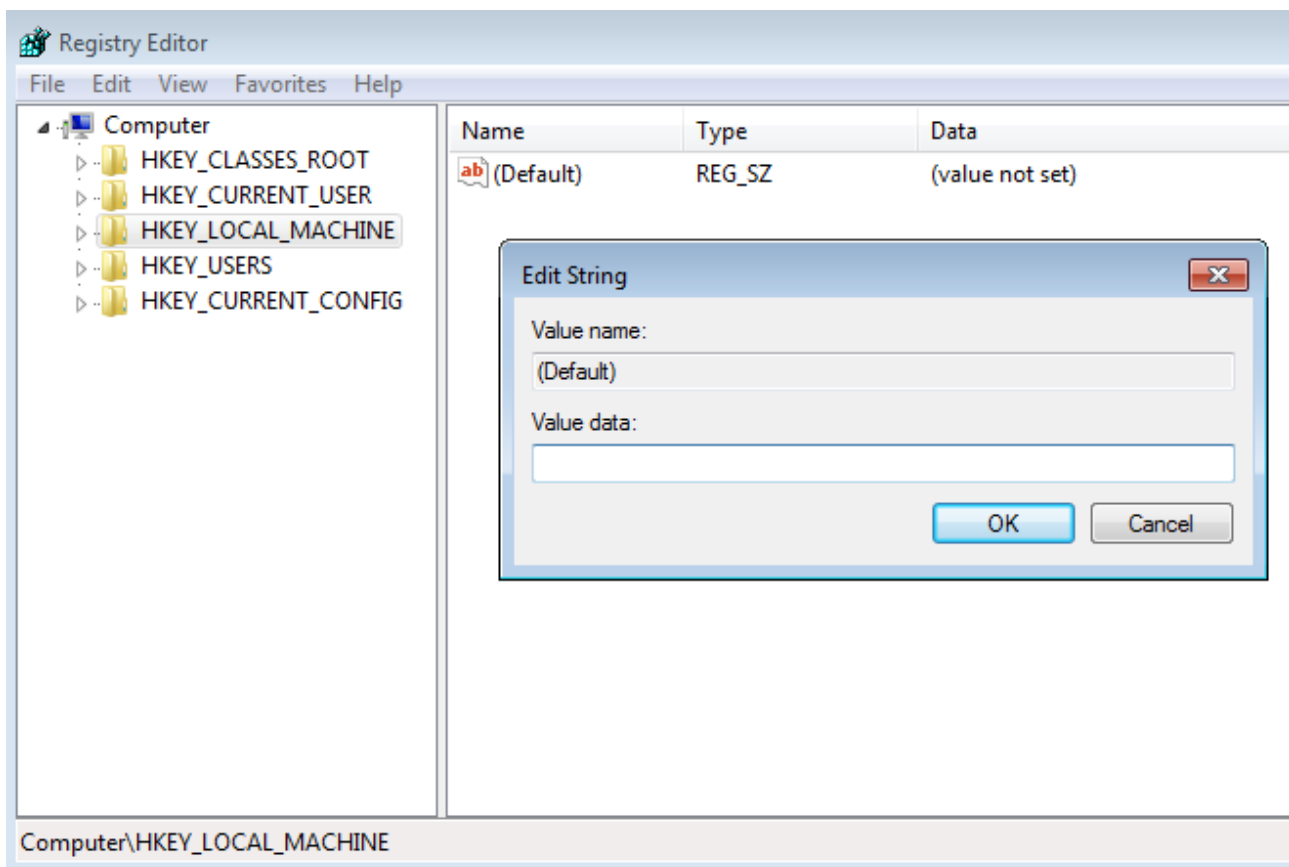 Registry Editor
File Edit View Favorites Help
Computer
HKEY_CLASSES_ROOT
HKEY_CURRENT_USER
HKEY_LOCAL_MACHINE
HKEY_USERS
HKEY_CURRENT_CONFIG
Name Type Data
ab (Default) REG_SZ (value not set)
Edit String
Value name:
(Default)
Value data:
OK Cancel
Computer\HKEY_LOCAL_MACHINE